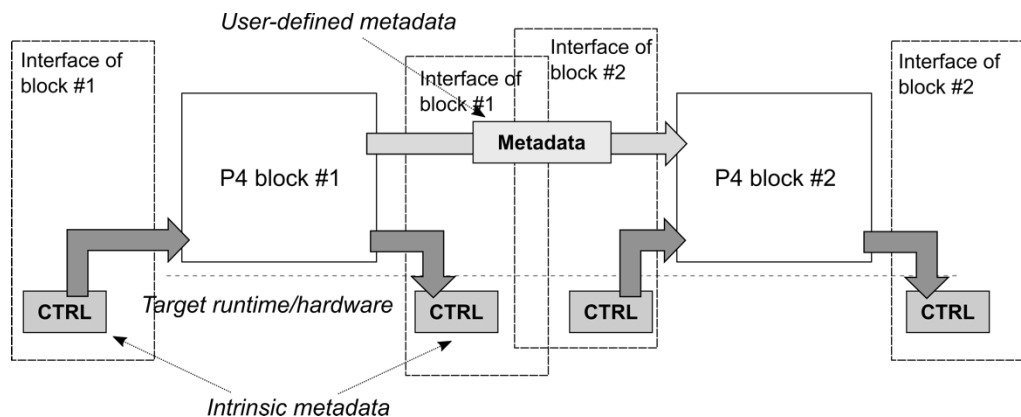 User-defined metadata
Interface of
block #1
Interface of
block #1
Interface of
block #2
Interface of
block #2
P4 block #1
Metadata
P4 block #2
CTRL
Target runtime/hardware
CTRL
CTRL
CTRL
Intrinsic metadata